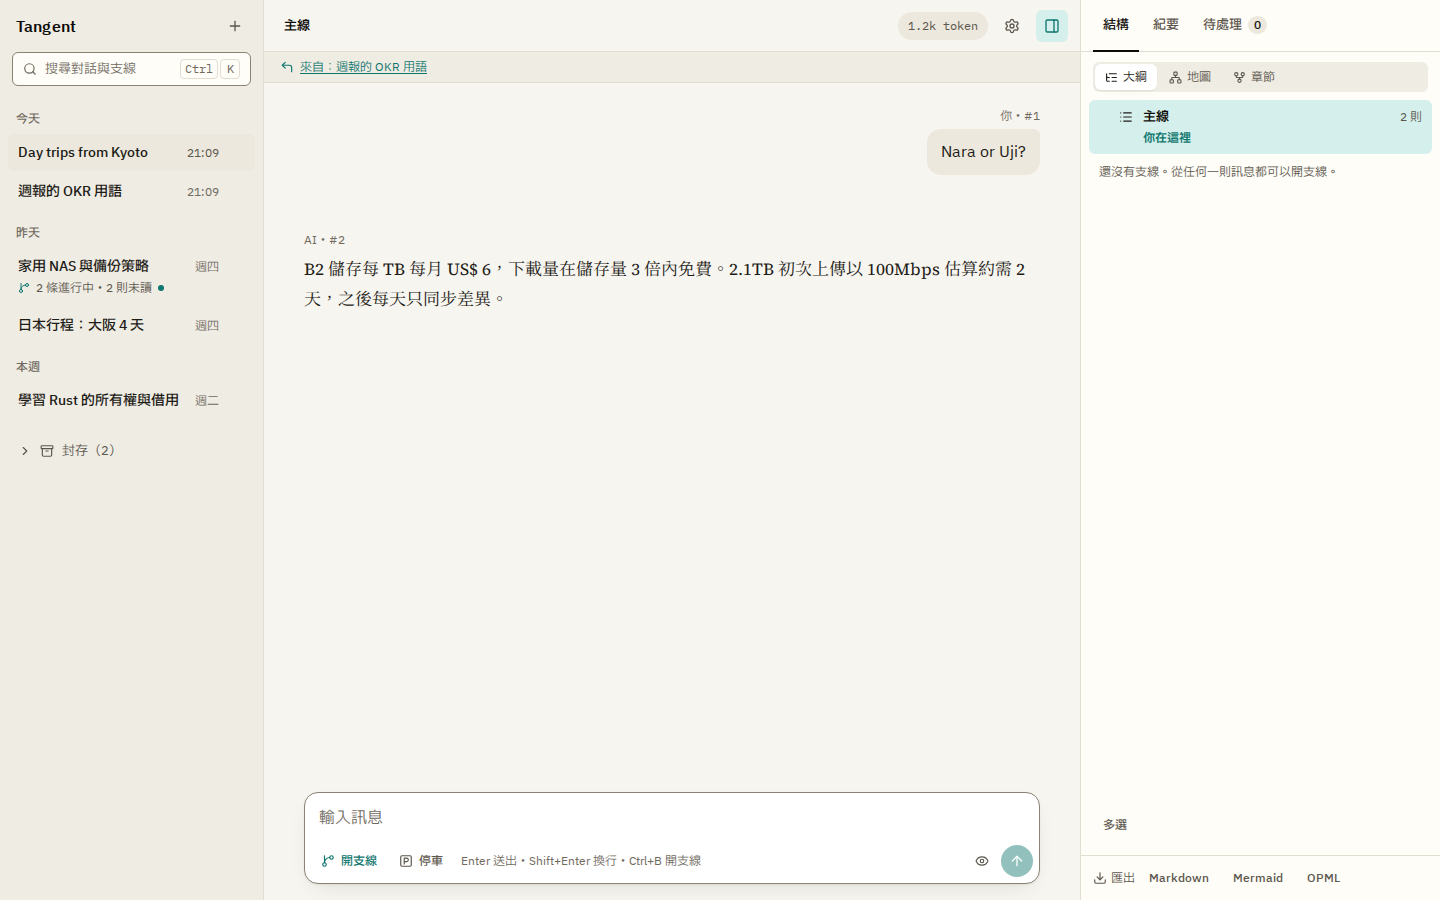 Tangent
搜尋對話與支線
Ctrl K
今天
Day trips from Kyoto 21:09
週報的 OKR 用語 21:09
昨天
家用 NAS 與備份策略 週四
2 條進行中・2 則未讀
日本行程：大阪 4 天 週四
本週
學習 Rust 的所有權與借用 週二
封存（2）
主線
1.2k token
來自：週報的 OKR 用語
你・#1
Nara or Uji?
AI・#2
B2 儲存每 TB 每月 US$ 6，下載量在儲存量 3 倍內免費。2.1TB 初次上傳以 100Mbps 估算約需 2
天，之後每天只同步差異。
輸入訊息
開支線
停車
Enter 送出・Shift+Enter 換行・Ctrl+B 開支線
結構 紀要 待處理 0
大綱 地圖 章節
主線 2 則
你在這裡
還沒有支線。從任何一則訊息都可以開支線。
多選
匯出 Markdown Mermaid OPML